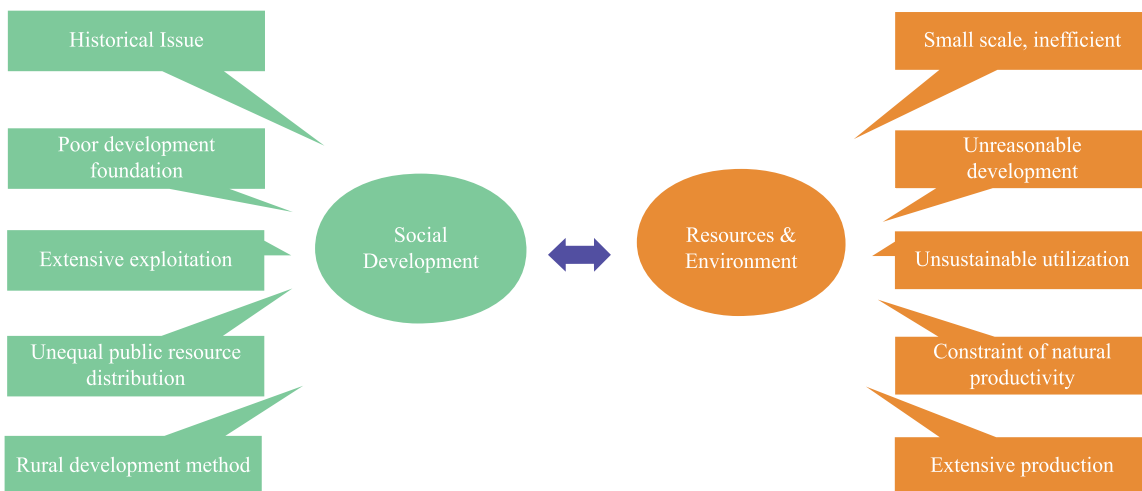 Historical Issue
Poor development
foundation
Extensive exploitation
Unequal public resource
distribution
Rural development method
Social
Development
Resources &
Environment
Small scale, inefficient
Unreasonable
development
Unsustainable utilization
Constraint of natural
productivity
Extensive production